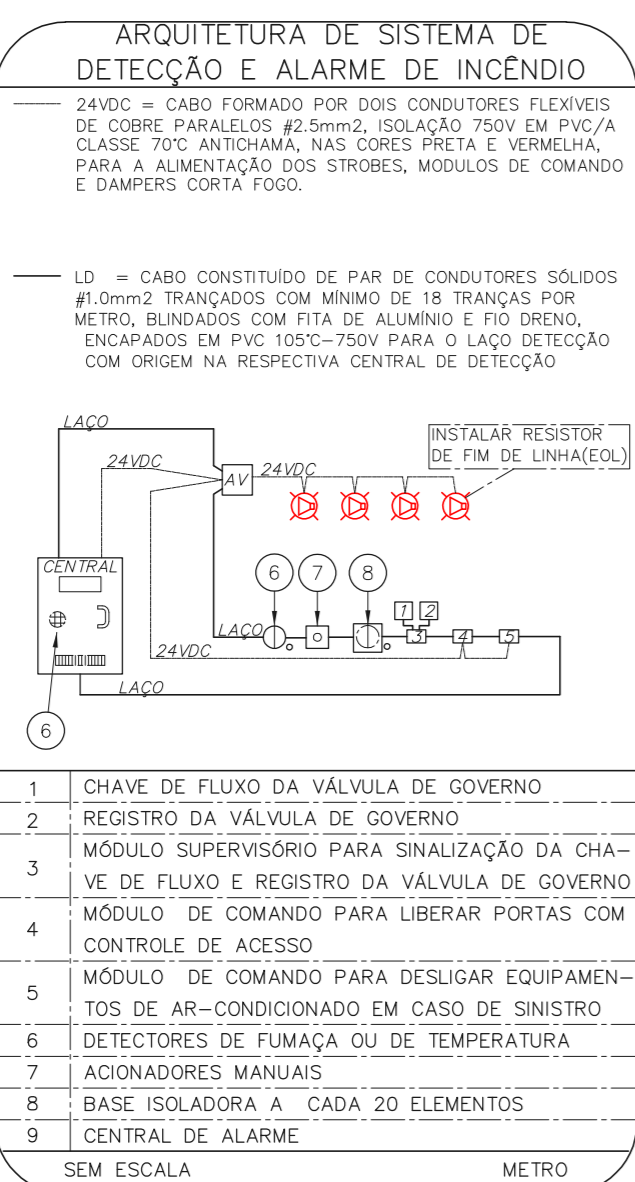 ARQUITETURA DE SISTEMA DE
DETECÇÃO E ALARME DE INCÊNDIO
24VDC = CABO FORMADO POR DOIS CONDUTORES FLEXÍVEIS
DE COBRE PARALELOS #2.5mm2, ISOLAÇÃO 750V EM PVC/A
CLASSE 70°C ANTICHAMA, NAS CORES PRETA E VERMELHA,
PARA A ALIMENTAÇÃO DOS STROBES, MODULOS DE COMANDO
E DAMPERS CORTA FOGO.
LD = CABO CONSTITUÍDO DE PAR DE CONDUTORES SÓLIDOS
#1.0mm2 TRANÇADOS COM MÍNIMO DE 18 TRANÇAS POR
METRO, BLINDADOS COM FITA DE ALUMÍNIO E FIO DRENO,
ENCAPADOS EM PVC 105°C-750V PARA O LAÇO DETECÇÃO
COM ORIGEM NA RESPECTIVA CENTRAL DE DETECÇÃO
LAÇO
INSTALAR RESISTOR
DE FIM DE LINHA(EOL)
24VDC
AV
24VDC
CENTRAL
6
7
8
1
2
LAÇO
3
4
5
24VDC
LAÇO
6
1 CHAVE DE FLUXO DA VÁLVULA DE GOVERNO
2 REGISTRO DA VÁLVULA DE GOVERNO
3 MÓDULO SUPERVISÓRIO PARA SINALIZAÇÃO DA CHA-
VE DE FLUXO E REGISTRO DA VÁLVULA DE GOVERNO
4 MÓDULO DE COMANDO PARA LIBERAR PORTAS COM
CONTROLE DE ACESSO
5 MÓDULO DE COMANDO PARA DESLIGAR EQUIPAMEN-
TOS DE AR-CONDICIONADO EM CASO DE SINISTRO
6 DETECTORES DE FUMAÇA OU DE TEMPERATURA
7 ACIONADORES MANUAIS
8 BASE ISOLADORA A CADA 20 ELEMENTOS
9 CENTRAL DE ALARME
SEM ESCALA METRO